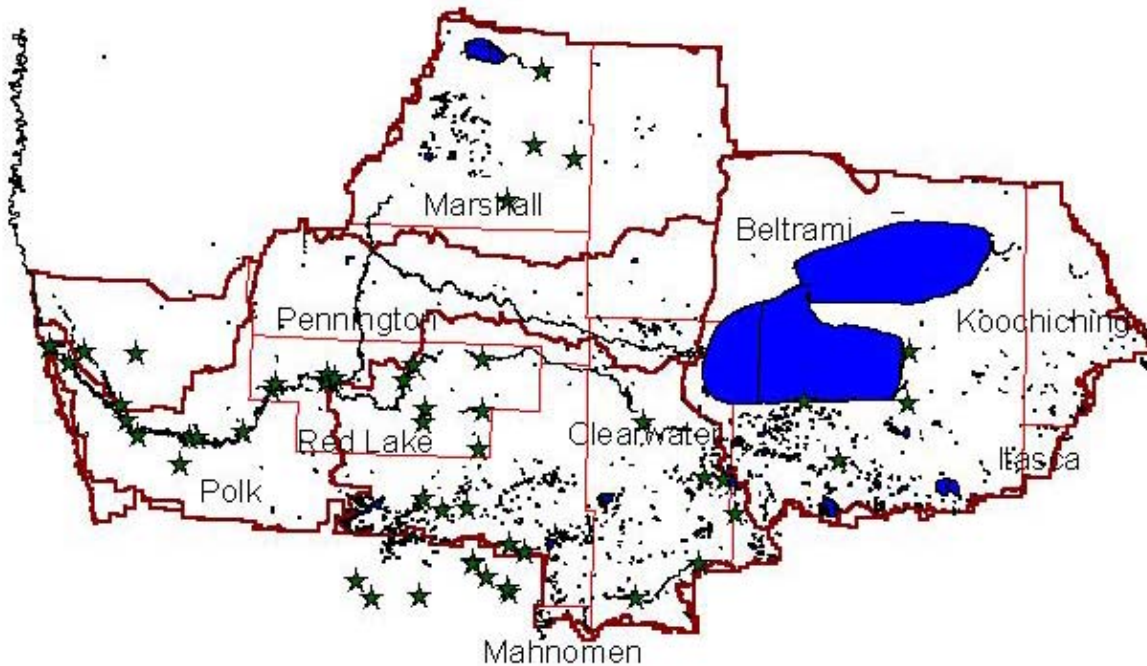 Marshall
Beltrami
Pennington
Koochiching
Red Lake
Clearwater
Itasca
Polk
Mahnomen